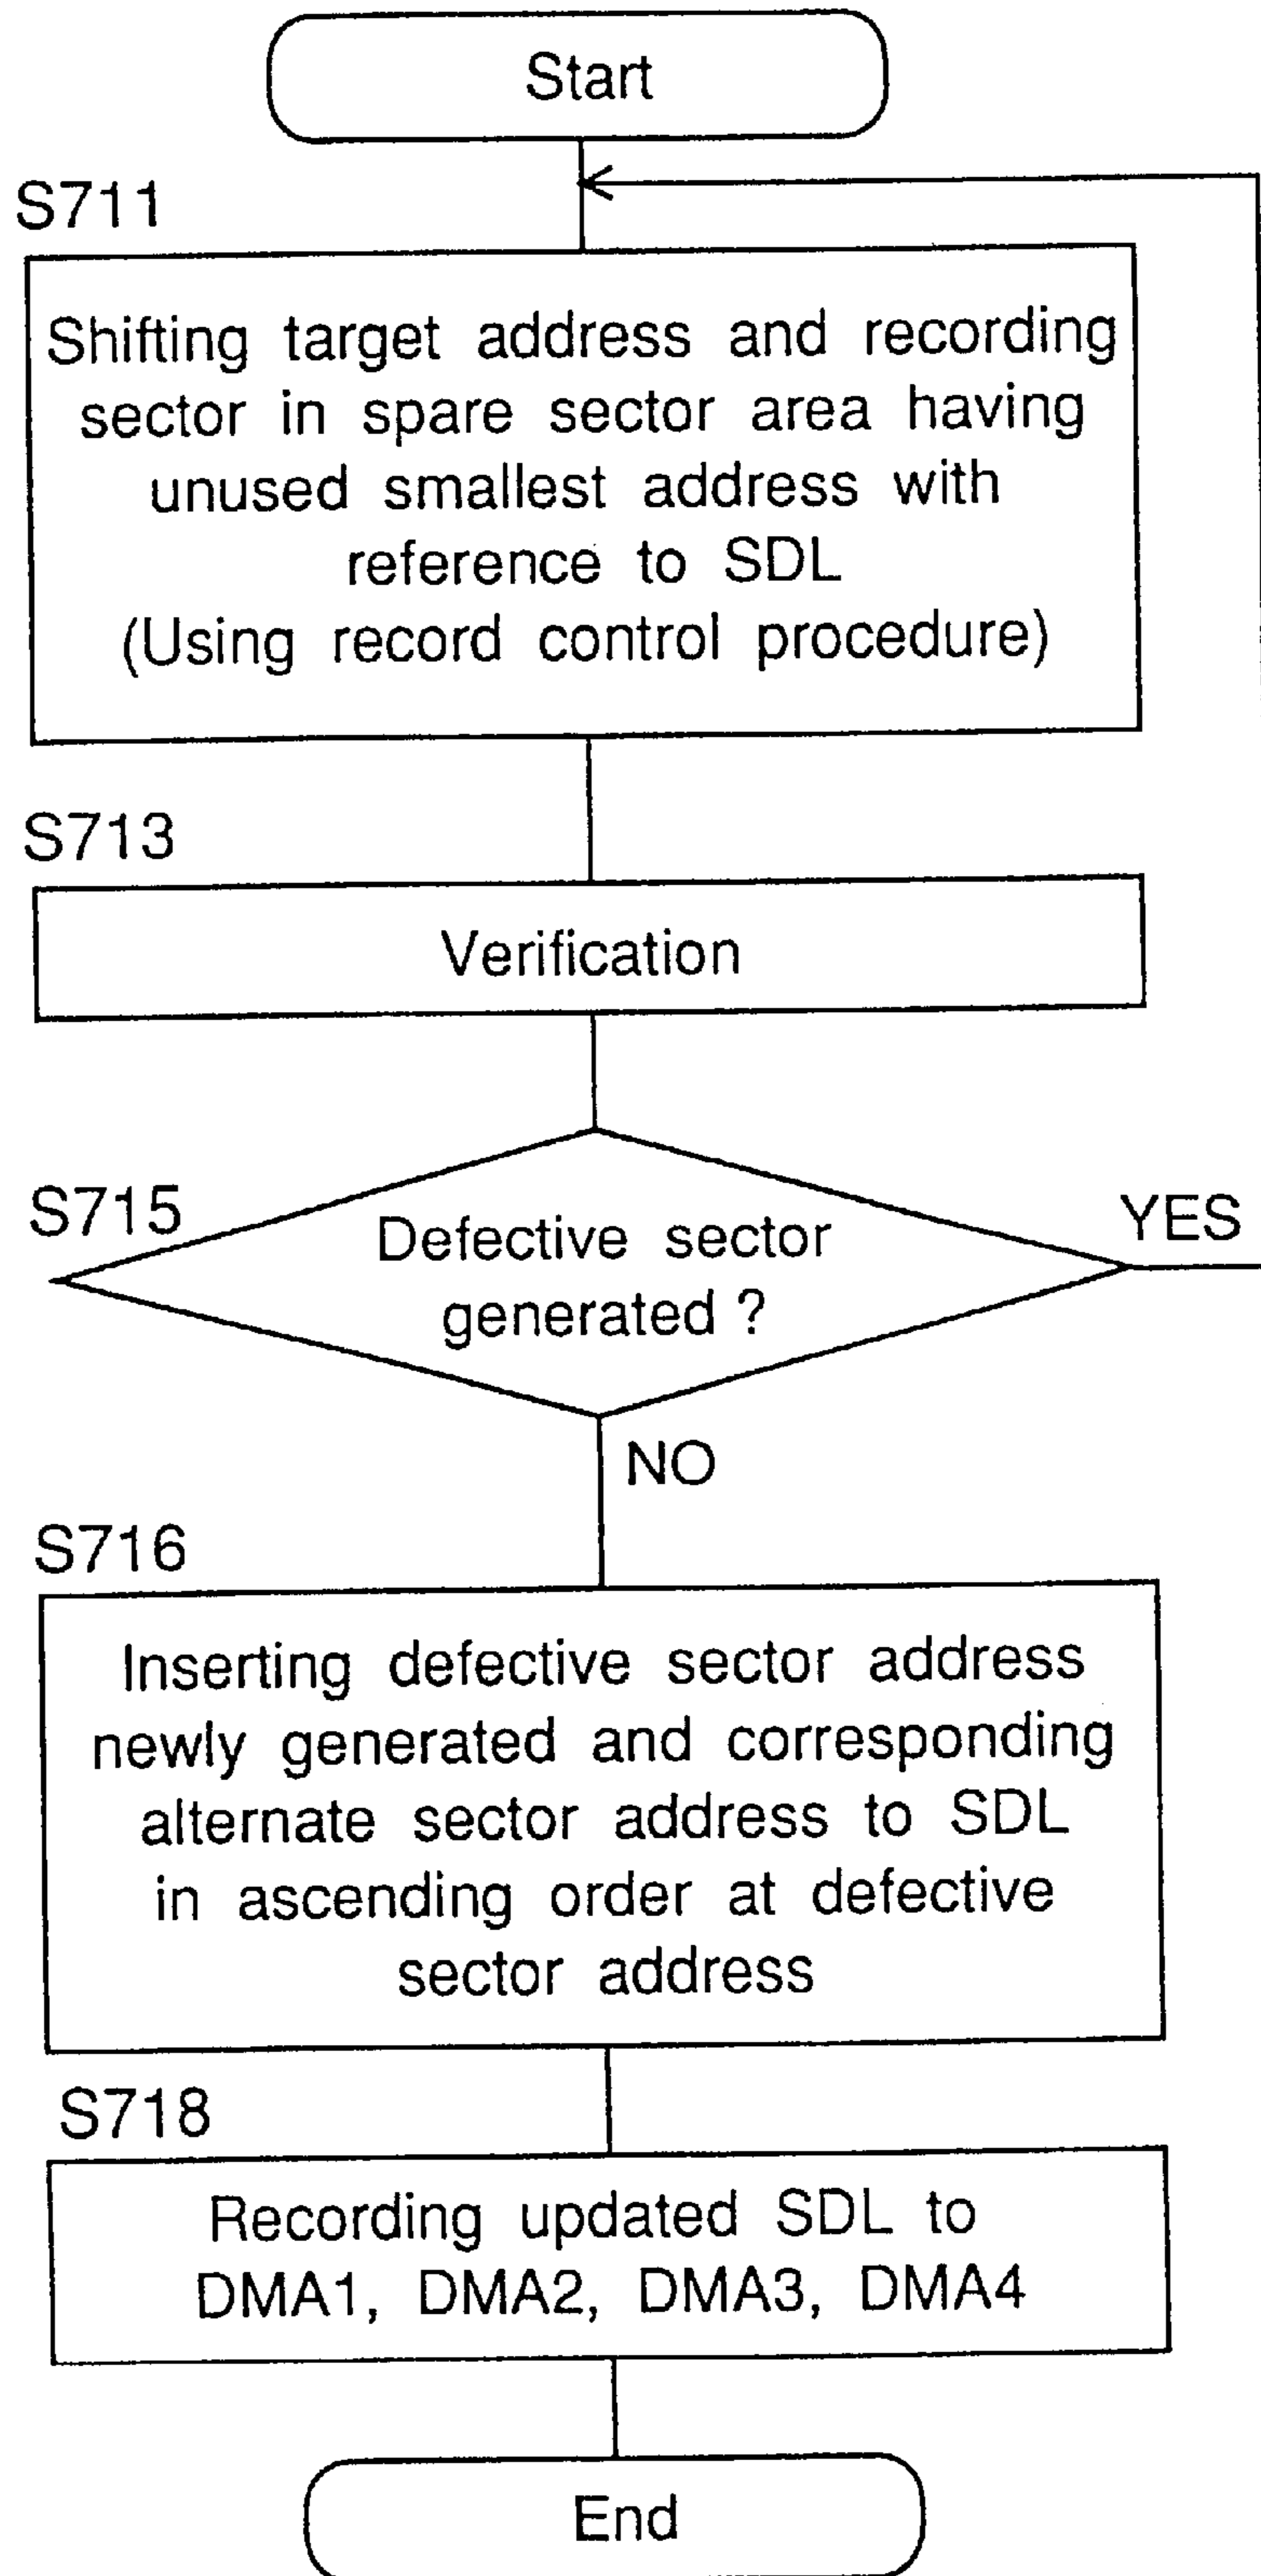 Start
S711
Shifting target address and recording
sector in spare sector area having
unused smallest address with
reference to SDL
(Using record control procedure)
S713
Verification
S715
Defective sector
generated ?
YES
NO
S716
Inserting defective sector address
newly generated and corresponding
alternate sector address to SDL
in ascending order at defective
sector address
S718
Recording updated SDL to
DMA1, DMA2, DMA3, DMA4
End